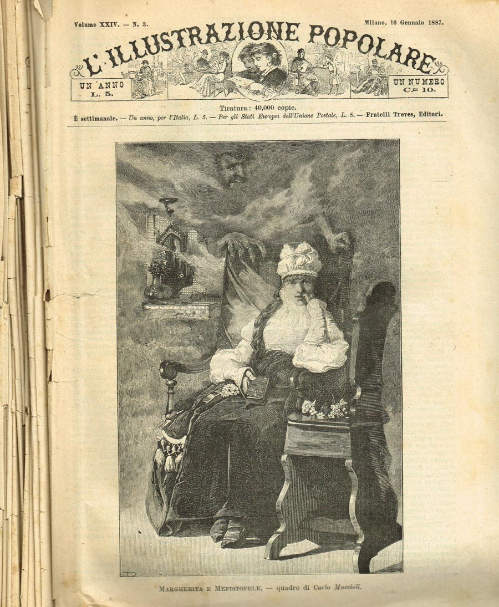 Volume XXIV. — N. 3.
Milano, 16 Gennaio 1887.
L'ILLUSTRAZIONE POPOLARE
UN ANNO
L. 5.
UN NUMERO
C.mi 10.
Tiratura: 40,000 copie.
È settimanale. — Un anno, per l'Italia, L. 5. — Per gli Stati Europei dell'Unione Postale, L. 8. — Fratelli Treves, Editori.
MARGHERITA E MEFISTOFELE, — quadro di Carlo